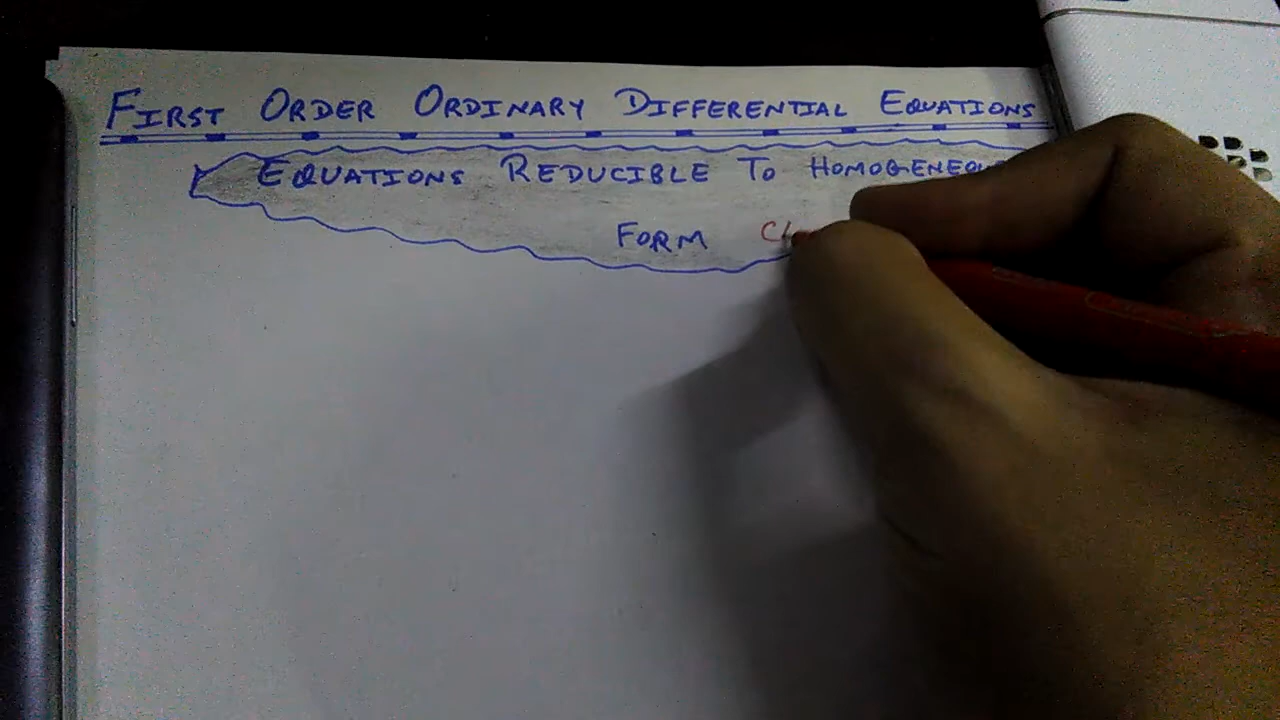 FIRST ORDER ORDINARY DIFFERENTIAL EQUATIONS
EQUATIONS REDUCIBLE TO
FORM